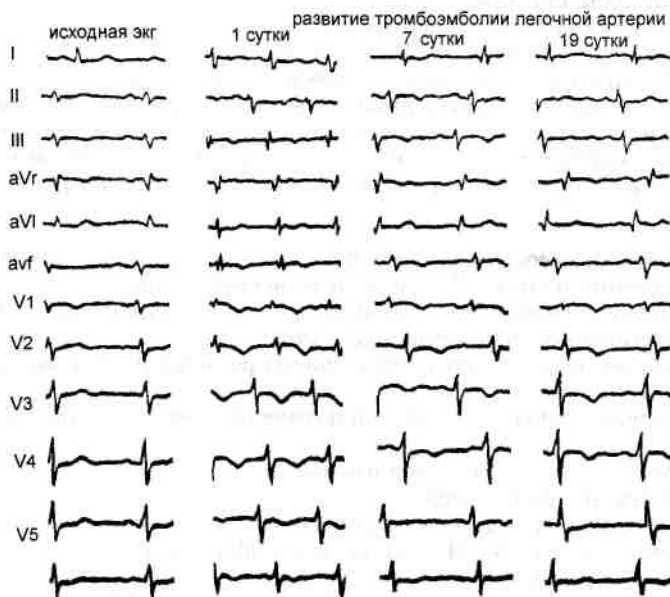 развитие тромбоэмболии легочной артерии
исходная экг 1 сутки 7 сутки 19 сутки
I
II
III
aVr
aVl
avf
V1
V2
V3
V4
V5